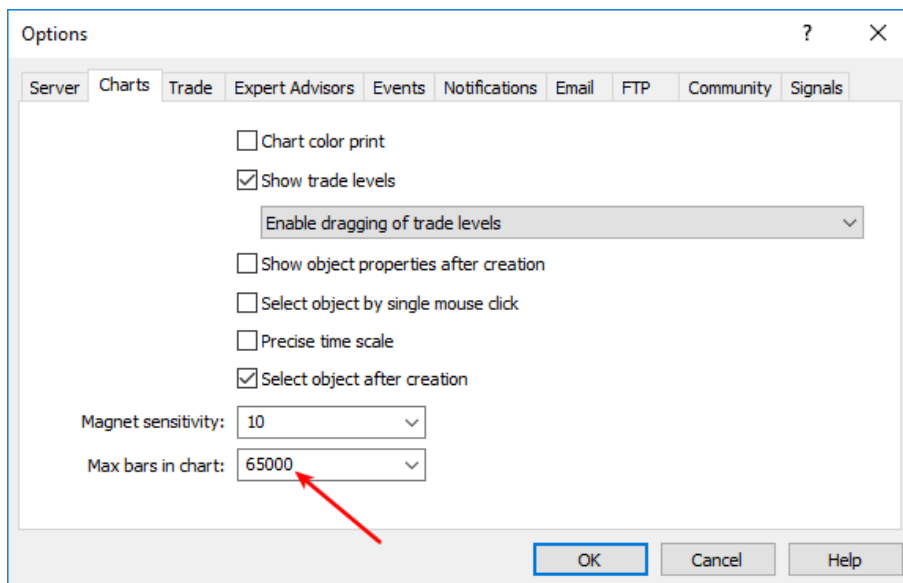 Options ?
Server Charts Trade Expert Advisors Events Notifications Email FTP Community Signals
Chart color print
Show trade levels
Enable dragging of trade levels
Show object properties after creation
Select object by single mouse click
Precise time scale
Select object after creation
Magnet sensitivity: 10
Max bars in chart: 65000
OK Cancel Help